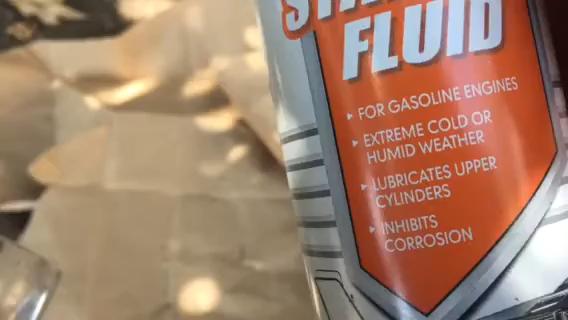 FLUID
▸ FOR GASOLINE ENGINES
▸ EXTREME COLD OR
HUMID WEATHER
▸ LUBRICATES UPPER
CYLINDERS
▸ INHIBITS
CORROSION